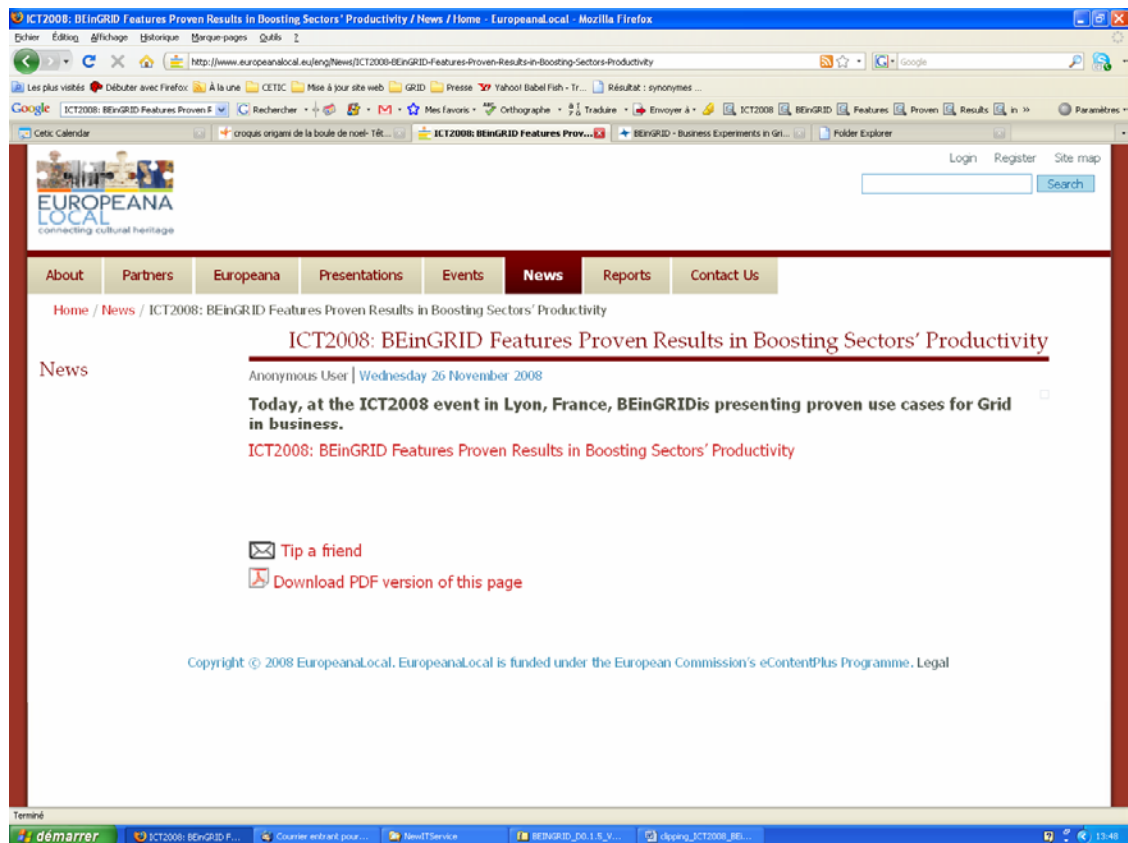 ICT2008: BEinGRID Features Proven Results in Boosting Sectors' Productivity / News / Home - EuropeanaLocal - Mozilla Firefox
Fichier Édition Affichage Historique Marque-pages Outils ?
http://www.europeanalocal.eu/eng/News/ICT2008-BEinGRID-Features-Proven-Results-in-Boosting-Sectors-Productivity
Google
Les plus visités Débuter avec Firefox À la une CETIC Mise à jour site web GRID Presse Yahoo! Babel Fish - Tr... Résultat : synonymes ...
Google ICT2008: BEinGRID Features Proven F Rechercher Mes favoris Orthographe Traduire Envoyer à ICT2008 BEinGRID Features Proven Results in » Paramètres
Cetic Calendar croquis origami de la boule de noel- Têt... ICT2008: BEinGRID Features Prov... BEinGRID - Business Experiments in Gri... Folder Explorer
Login Register Site map
Search
EUROPEANA
LOCAL
connecting cultural heritage
About Partners Europeana Presentations Events News Reports Contact Us
Home / News / ICT2008: BEinGRID Features Proven Results in Boosting Sectors' Productivity
ICT2008: BEinGRID Features Proven Results in Boosting Sectors' Productivity
News
Anonymous User | Wednesday 26 November 2008
Today, at the ICT2008 event in Lyon, France, BEinGRIDis presenting proven use cases for Grid
in business.
ICT2008: BEinGRID Features Proven Results in Boosting Sectors' Productivity
Tip a friend
Download PDF version of this page
Copyright © 2008 EuropeanaLocal. EuropeanaLocal is funded under the European Commission's eContentPlus Programme. Legal
Terminé
démarrer ICT2008: BEinGRID F... Courrier entrant pour... NewITService BEINGRID_D0.1.5_V... clipping_ICT2008_BEi... 13:48